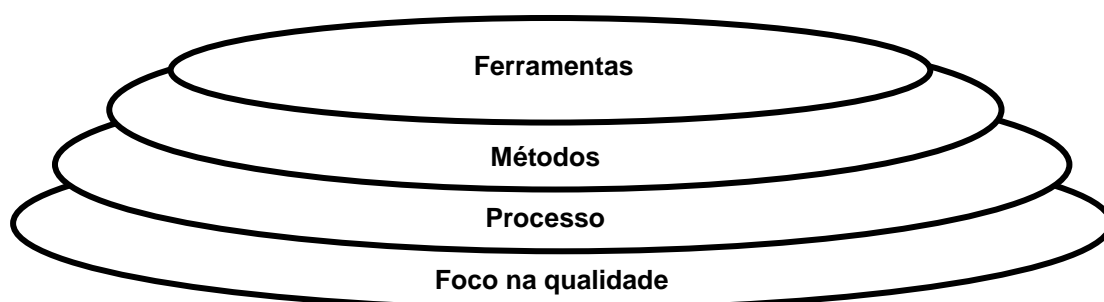 Ferramentas
Métodos
Processo
Foco na qualidade